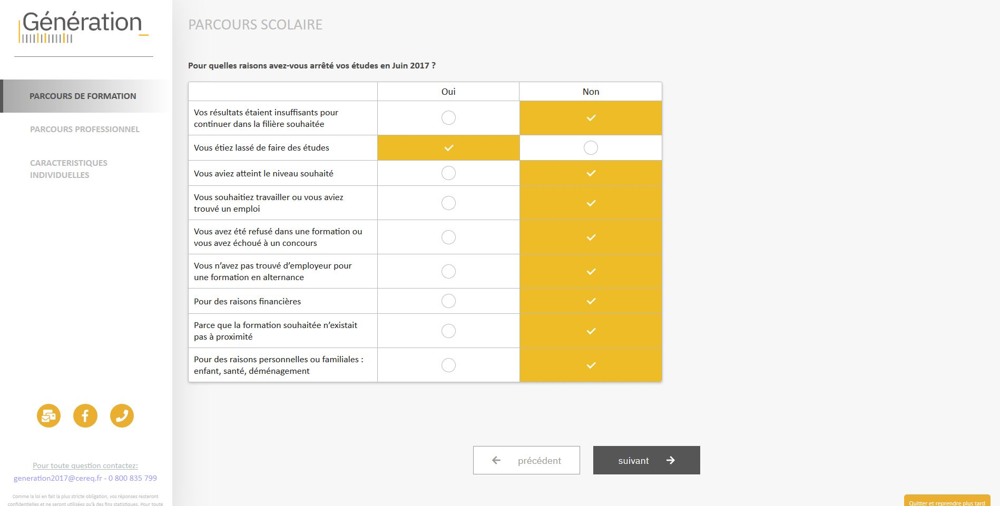 Génération_
PARCOURS DE FORMATION
PARCOURS PROFESSIONNEL
CARACTERISTIQUES
INDIVIDUELLES
Pour toute question contactez:
generation2017@cereq.fr - 0 800 835 799
Comme la loi en fait la plus stricte obligation, vos réponses resteront
confidentielles et ne seront utilisées qu'à des fins statistiques. Pour toute
PARCOURS SCOLAIRE
Pour quelles raisons avez-vous arrêté vos études en Juin 2017 ?
Oui Non
Vos résultats étaient insuffisants pour
continuer dans la filière souhaitée
Vous étiez lassé de faire des études
Vous aviez atteint le niveau souhaité
Vous souhaitiez travailler ou vous aviez
trouvé un emploi
Vous avez été refusé dans une formation ou
vous avez échoué à un concours
Vous n’avez pas trouvé d’employeur pour
une formation en alternance
Pour des raisons financières
Parce que la formation souhaitée n’existait
pas à proximité
Pour des raisons personnelles ou familiales :
enfant, santé, déménagement
précédent suivant
Quitter et reprendre plus tard